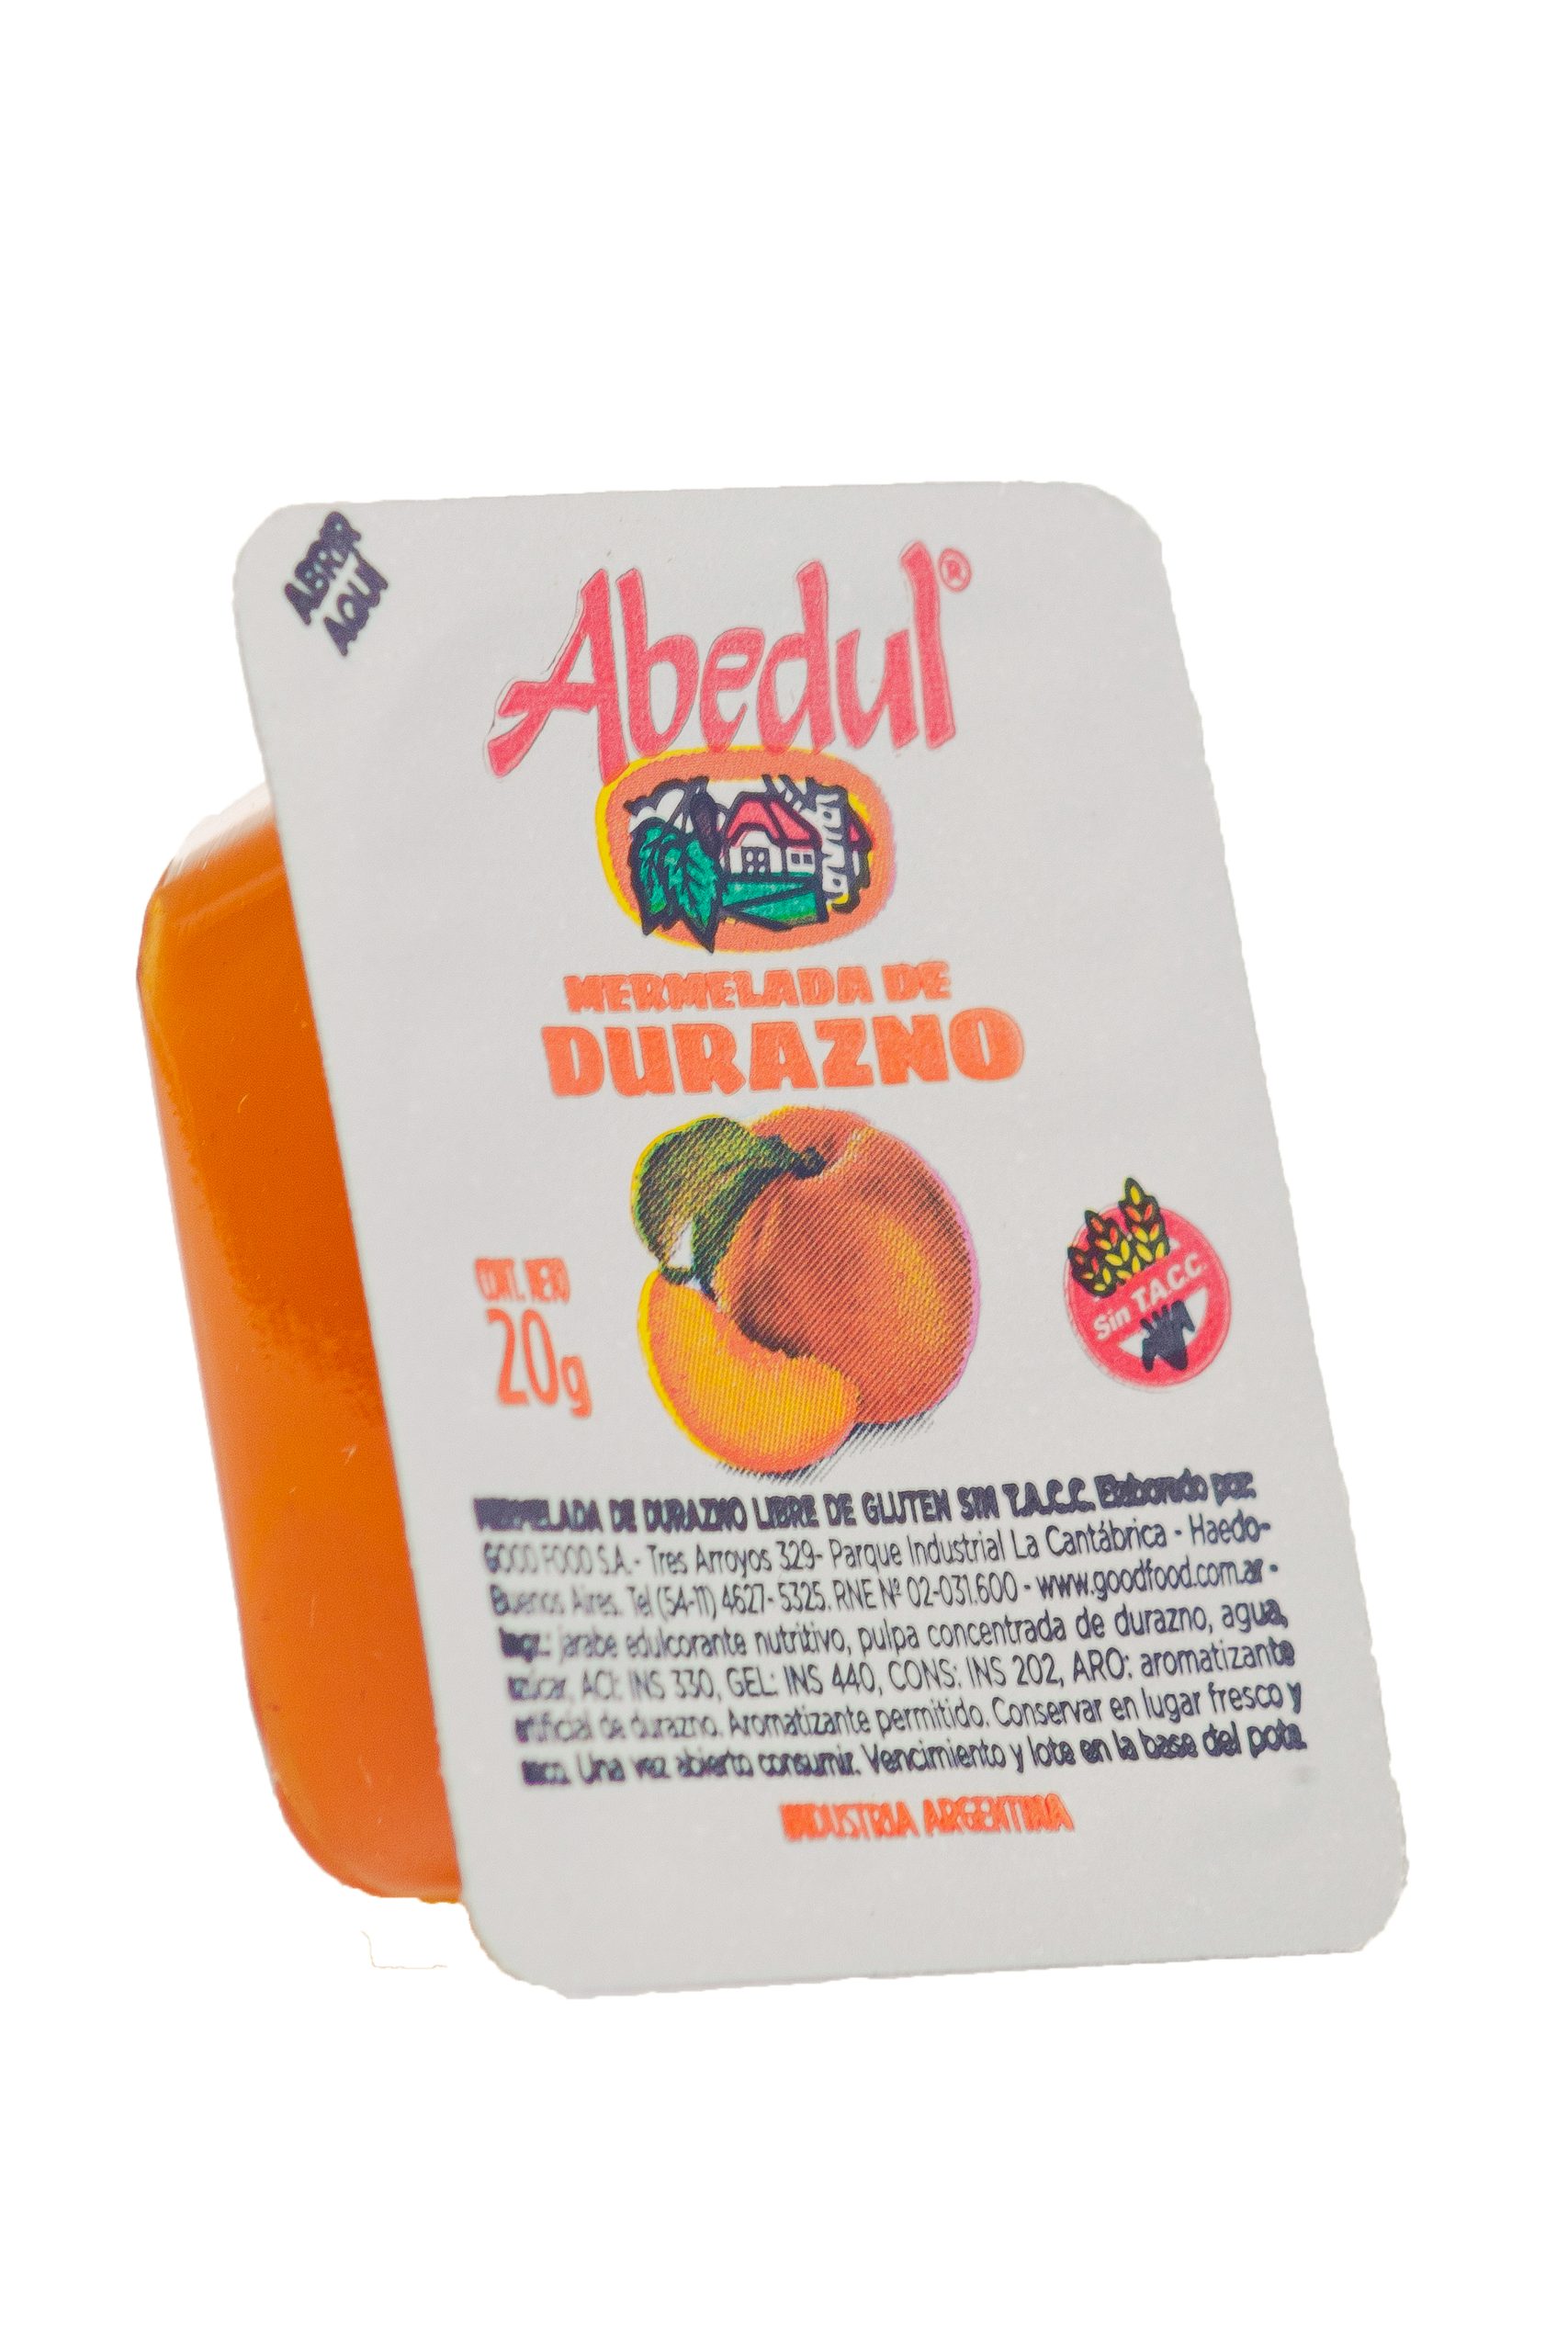 ABRIR
AQUÍ
Abedul®
MERMELADA DE
DURAZNO
CONT. NETO
20g
Sin T.A.C.C.
MERMELADA DE DURAZNO LIBRE DE GLUTEN SIN T.A.C.C. Elaborado por:
GOOD FOOD S.A.- Tres Arroyos 329- Parque Industrial La Cantábrica - Haedo-
Buenos Aires. Tel (54-11) 4627- 5325. RNE Nº 02-031.600 - www.goodfood.com.ar -
Ingr.: jarabe edulcorante nutritivo, pulpa concentrada de durazno, agua,
azúcar, ACI: INS 330, GEL: INS 440, CONS: INS 202, ARO: aromatizante
artificial de durazno. Aromatizante permitido. Conservar en lugar fresco y
seco. Una vez abierto consumir. Vencimiento y lote en la base del pote.
INDUSTRIA ARGENTINA